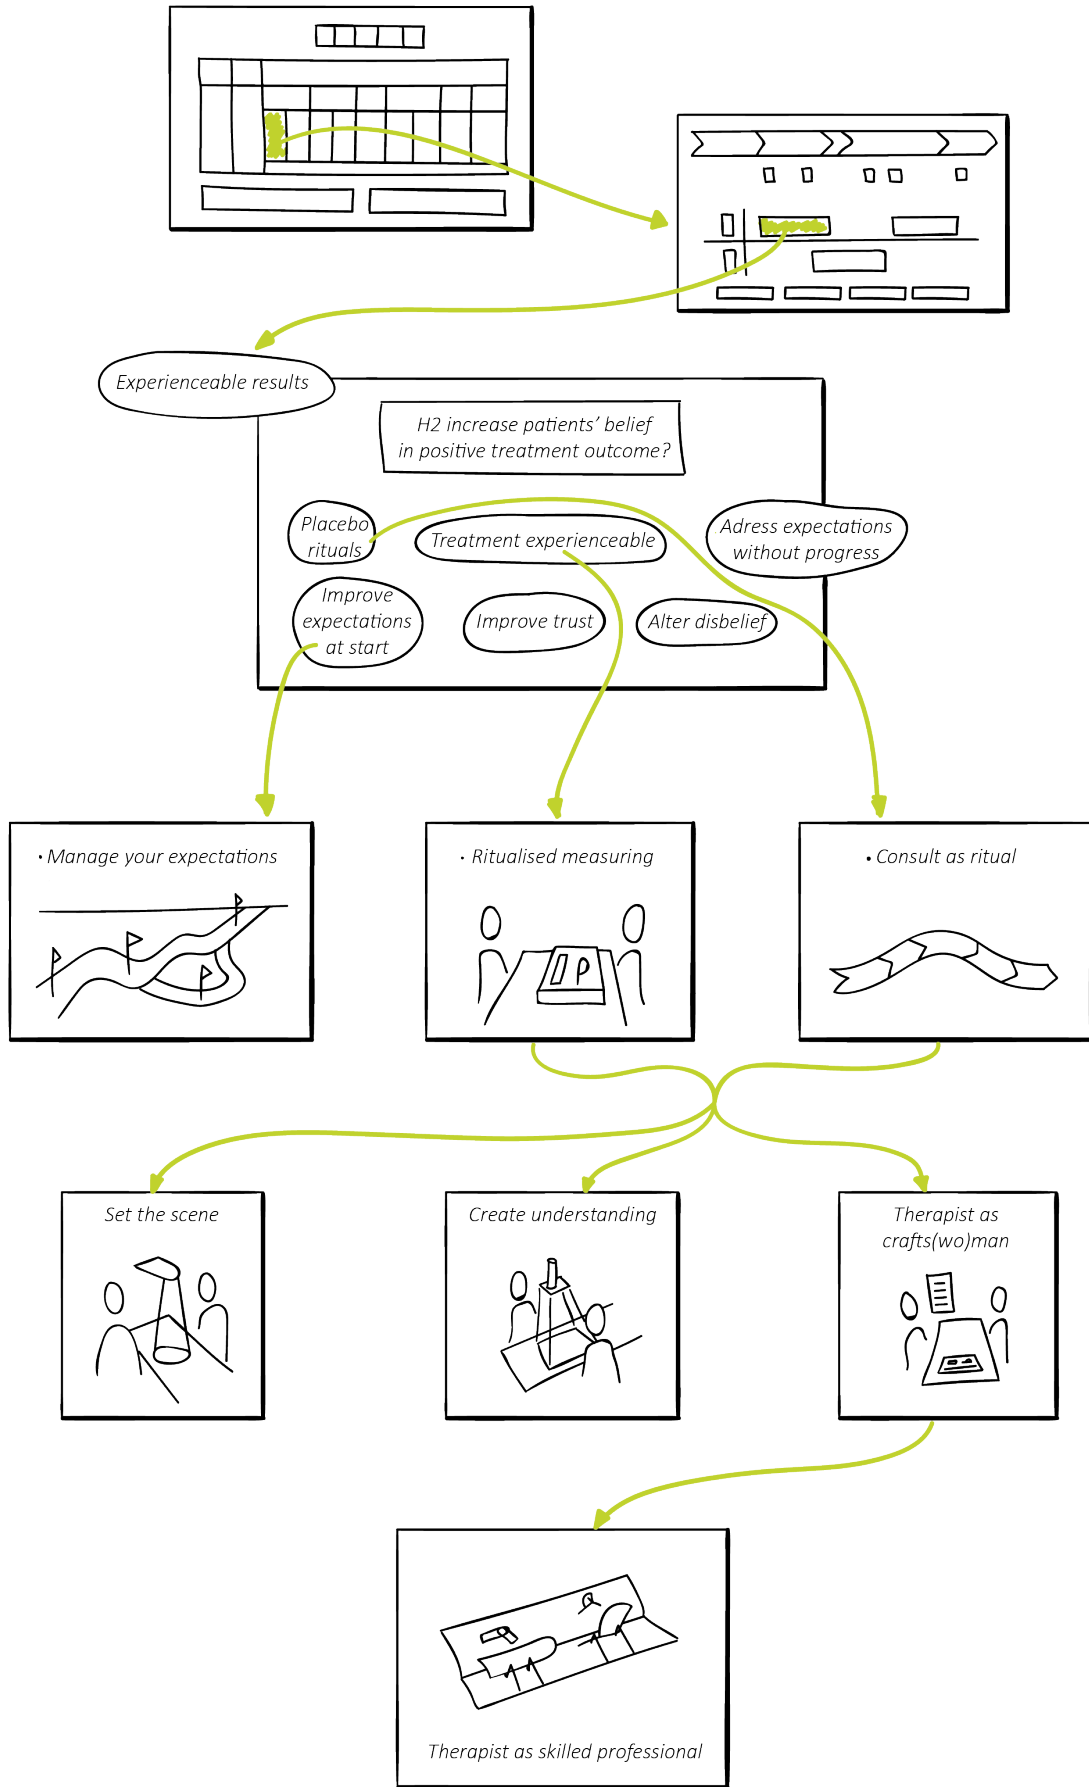 Experienceable results
H2 increase patients' belief
in positive treatment outcome?
Placebo
rituals
Treatment experienceable
Adress expectations
without progress
Improve
expectations
at start
Improve trust
Alter disbelief
• Manage your expectations
• Ritualised measuring
• Consult as ritual
Set the scene
Create understanding
Therapist as
crafts(wo)man
Therapist as skilled professional